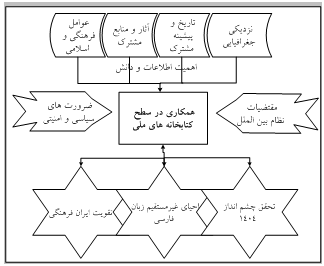 نزدیکی
جغرافیایی
تاریخ و
پیشینه
مشترک
آثار و منابع
مشترک
عوامل
فرهنگی و
اسلامی
اهمیت اطلاعات و دانش
مقتضیات
نظام بین الملل
همکاری در سطح
کتابخانه های ملی
ضرورت های
سیاسی و امنیتی
تحقق چشم انداز
۱۴۰۴
احیای غیرمستقیم زبان
فارسی
تقویت ایران فرهنگی